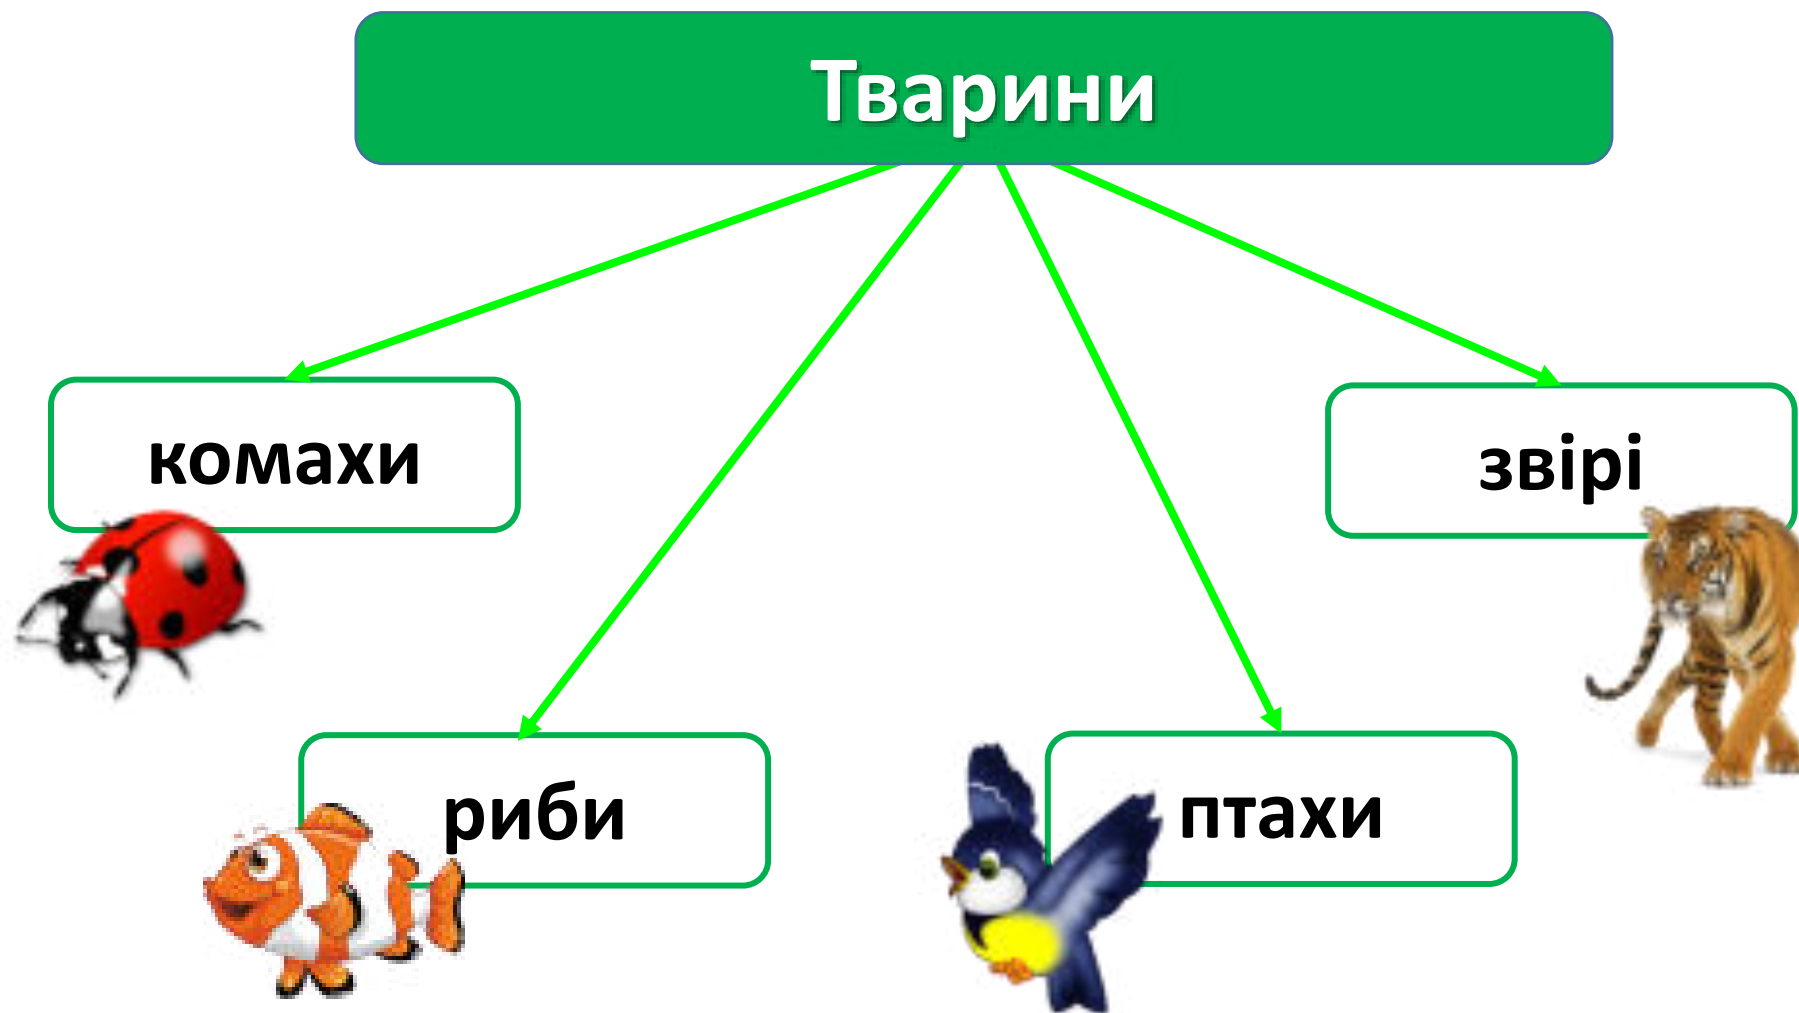 Тварини
комахи
звірі
риби
птахи